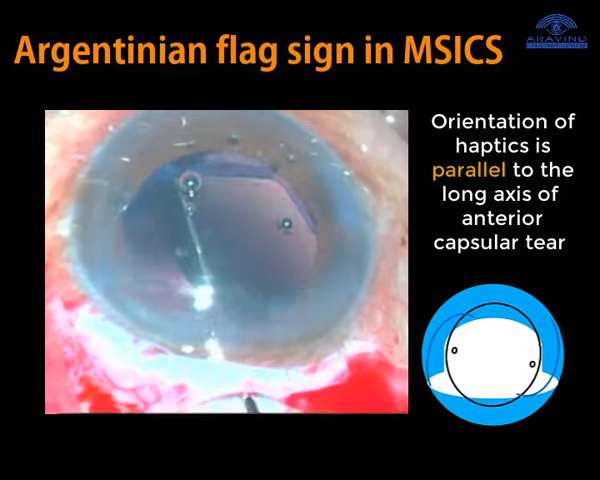 Argentinian flag sign in MSICS
ARAVIND
Orientation of
haptics is
parallel to the
long axis of
anterior
capsular tear